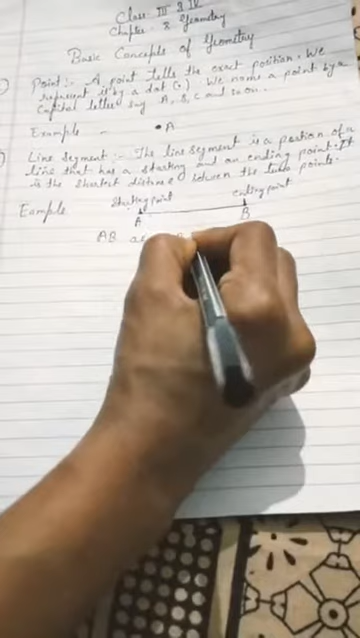 Class III & IV
Chapter - 8 Geometry
Basic Concepts of Geometry
Point :- A point tells the exact position. We
represent it by a dot (.). We name a point by a
Capital letter say A, B, C and so on.
Example - •A
Line Segment :- The line segment is a portion of a
line that has a starting and an ending point. It
is the shortest distance between the two points.
Eample
Starting point ending point
A B
AB